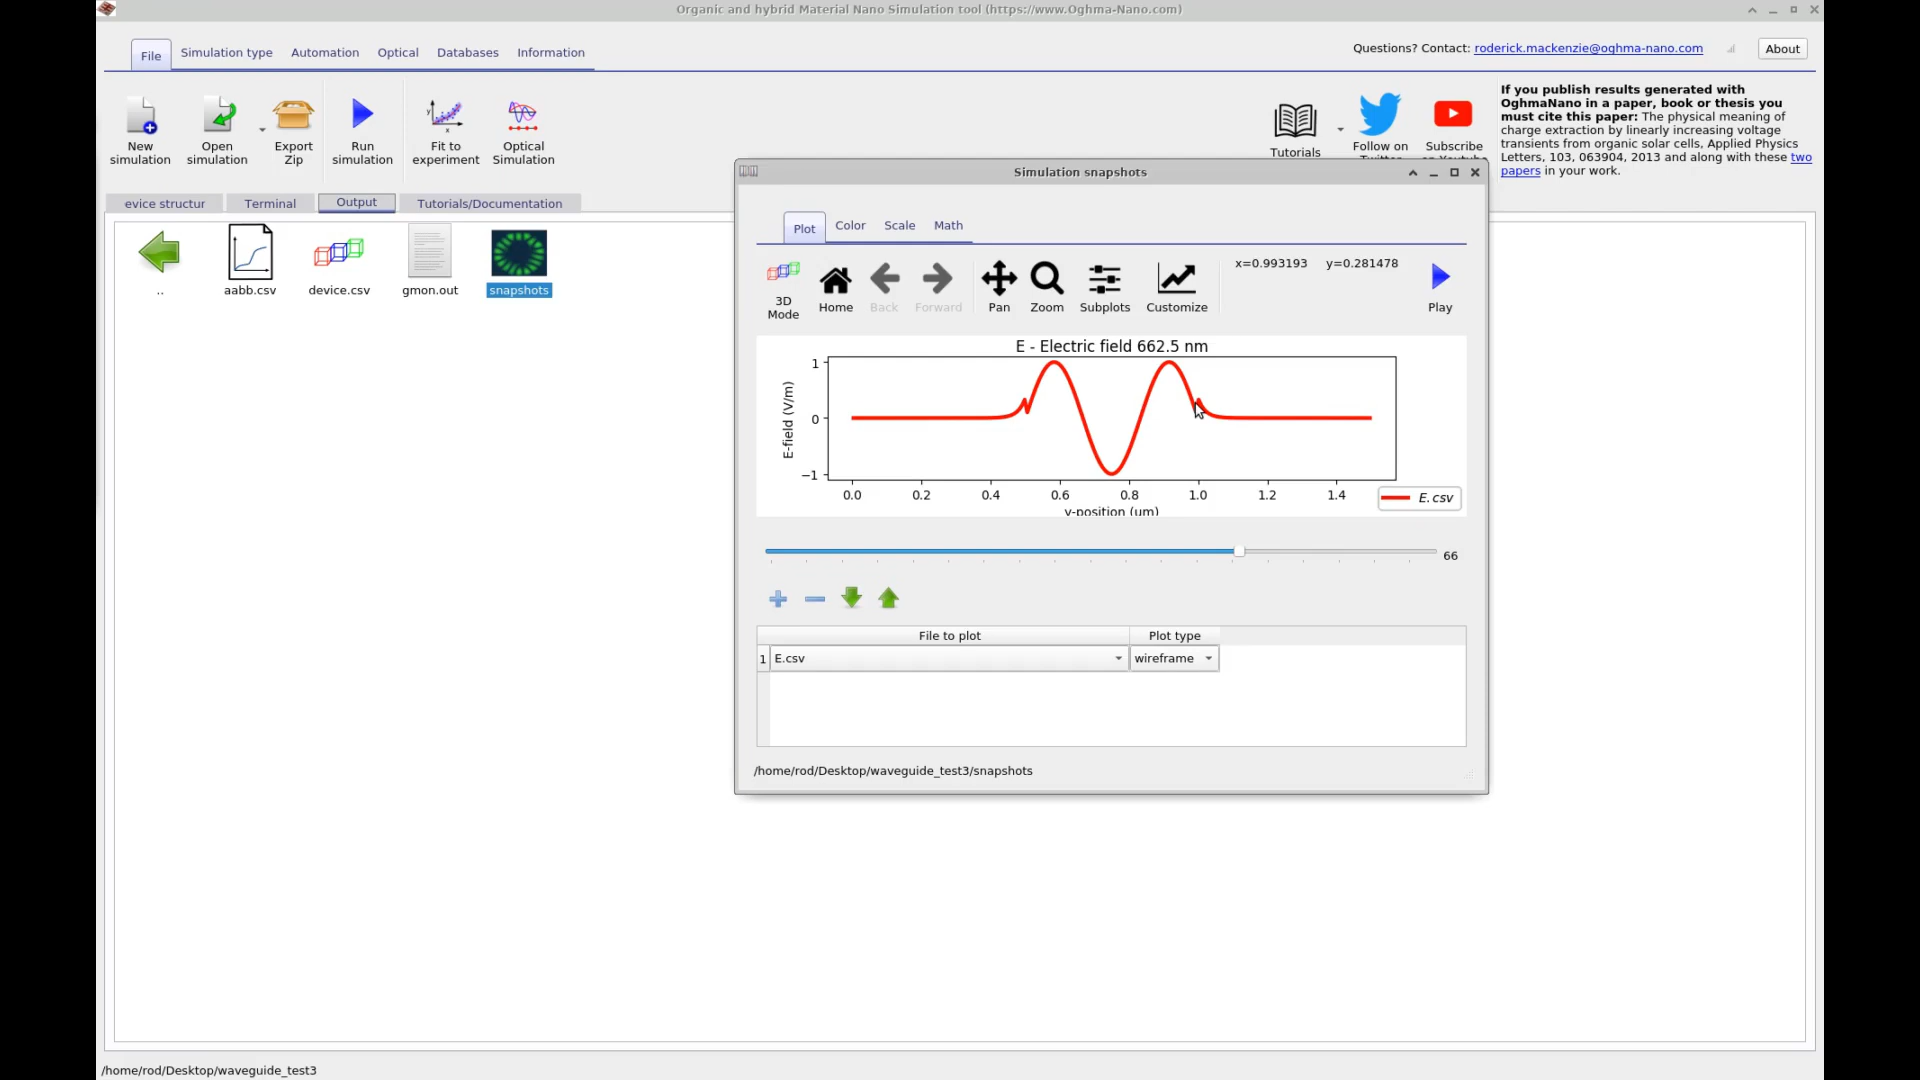 Organic and hybrid Material Nano Simulation tool (https://www.Oghma-Nano.com)
File Simulation type Automation Optical Databases Information
Questions? Contact: roderick.mackenzie@oghma-nano.com
About
New simulation
Open simulation
Export Zip
Run simulation
Fit to experiment
Optical Simulation
Tutorials
Follow on
Subscribe
If you publish results generated with
OghmaNano in a paper, book or thesis you
must cite this paper: The physical meaning of
charge extraction by linearly increasing voltage
transients from organic solar cells, Applied Physics
Letters, 103, 063904, 2013 and along with these two
papers in your work.
evice structur Terminal Output Tutorials/Documentation
.. aabb.csv device.csv gmon.out snapshots
Simulation snapshots
Plot Color Scale Math
3D Mode
Home Back Forward Pan Zoom Subplots Customize
x=0.993193 y=0.281478
Play
E - Electric field 662.5 nm
E-field (V/m)
1
0
−1
0.0 0.2 0.4 0.6 0.8 1.0 1.2 1.4
y-position (um)
E.csv
66
File to plot Plot type
1 E.csv wireframe
/home/rod/Desktop/waveguide_test3/snapshots
/home/rod/Desktop/waveguide_test3